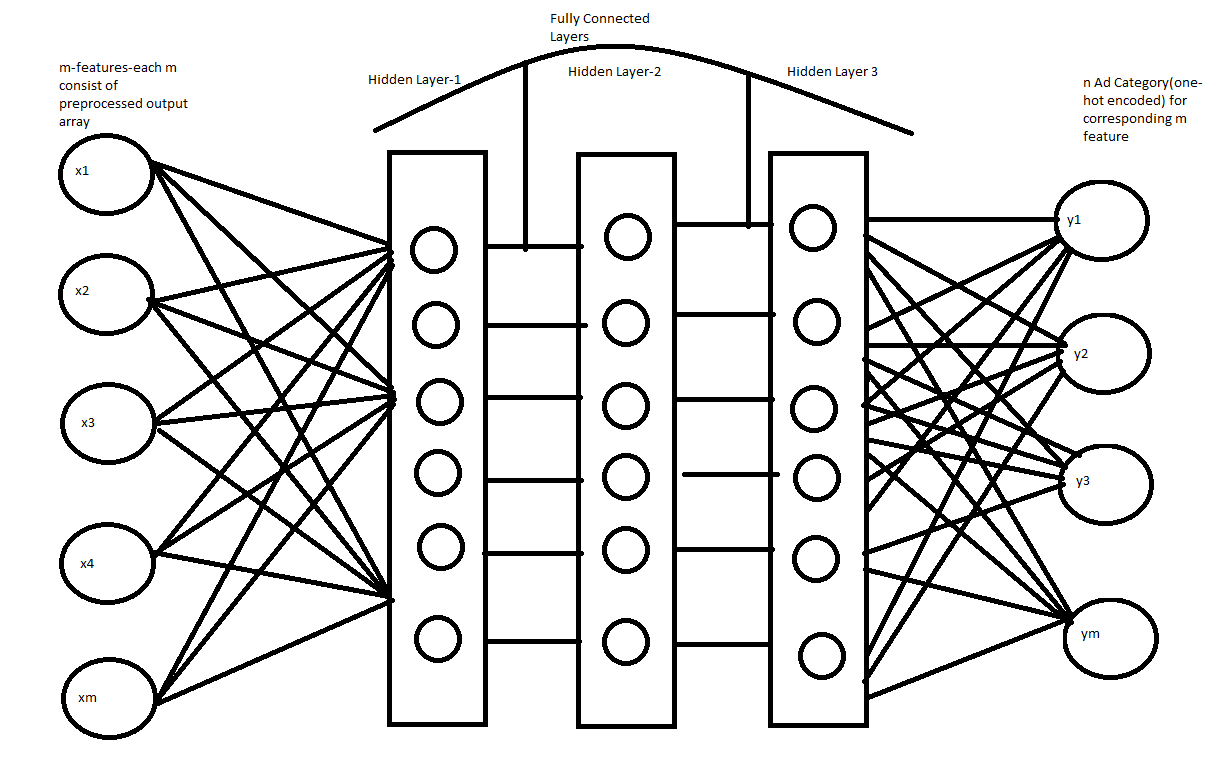 Fully Connected
Layers
m-features-each m
consist of
preprocessed output
array
Hidden Layer-1
Hidden Layer-2
Hidden Layer 3
n Ad Category(one-
hot encoded) for
corresponding m
feature
x1
x2
x3
x4
xm
y1
y2
y3
ym